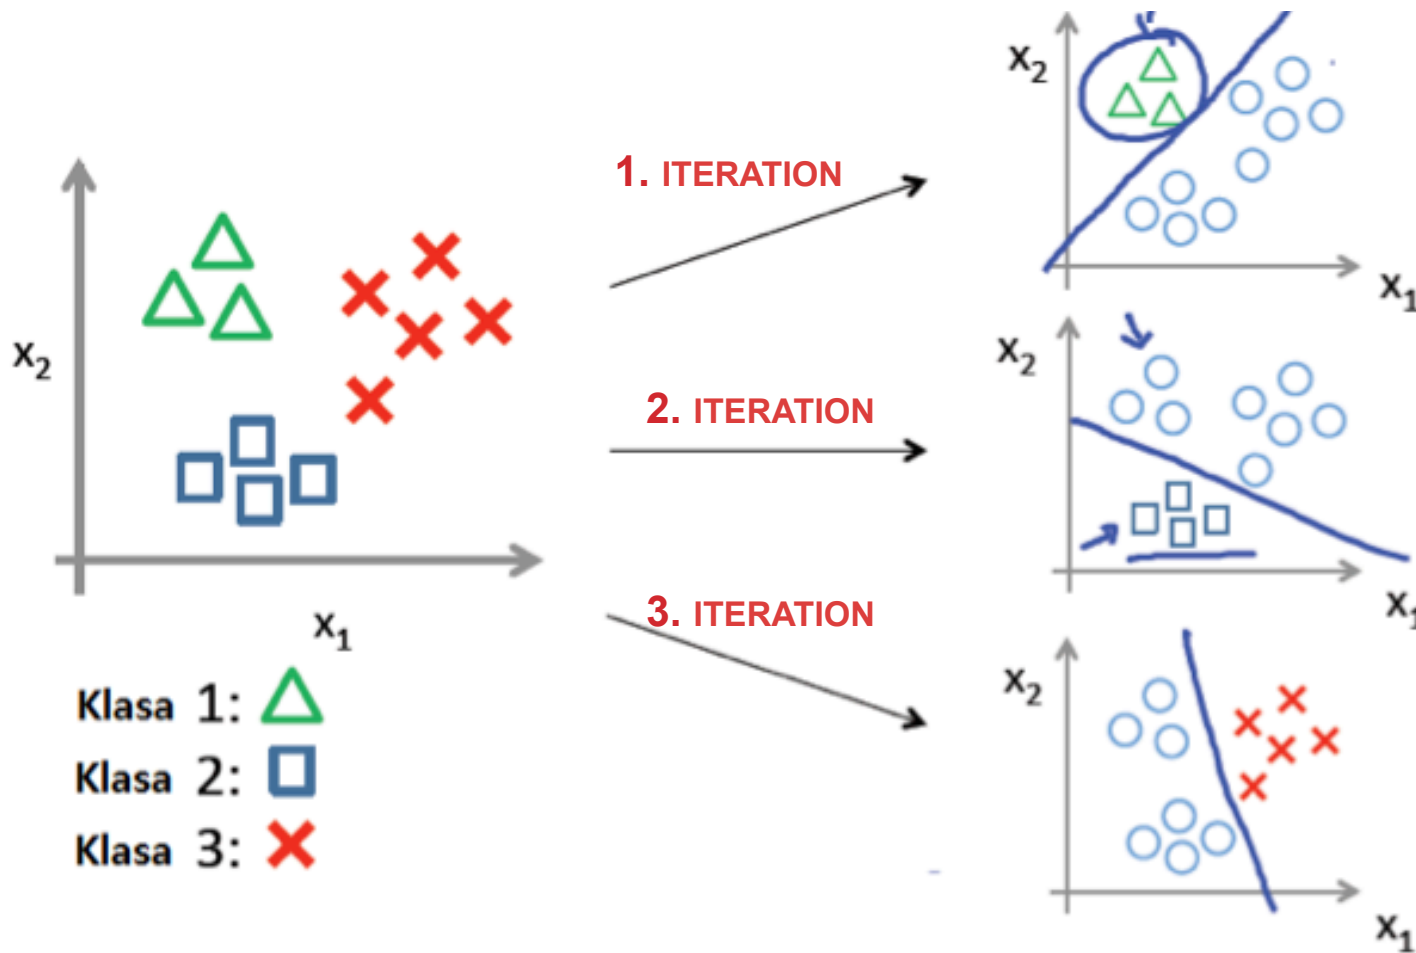 x2
x1
Klasa 1:
Klasa 2:
Klasa 3:
1. ITERATION
2. ITERATION
3. ITERATION
x2
x1
x2
x1
x2
x1